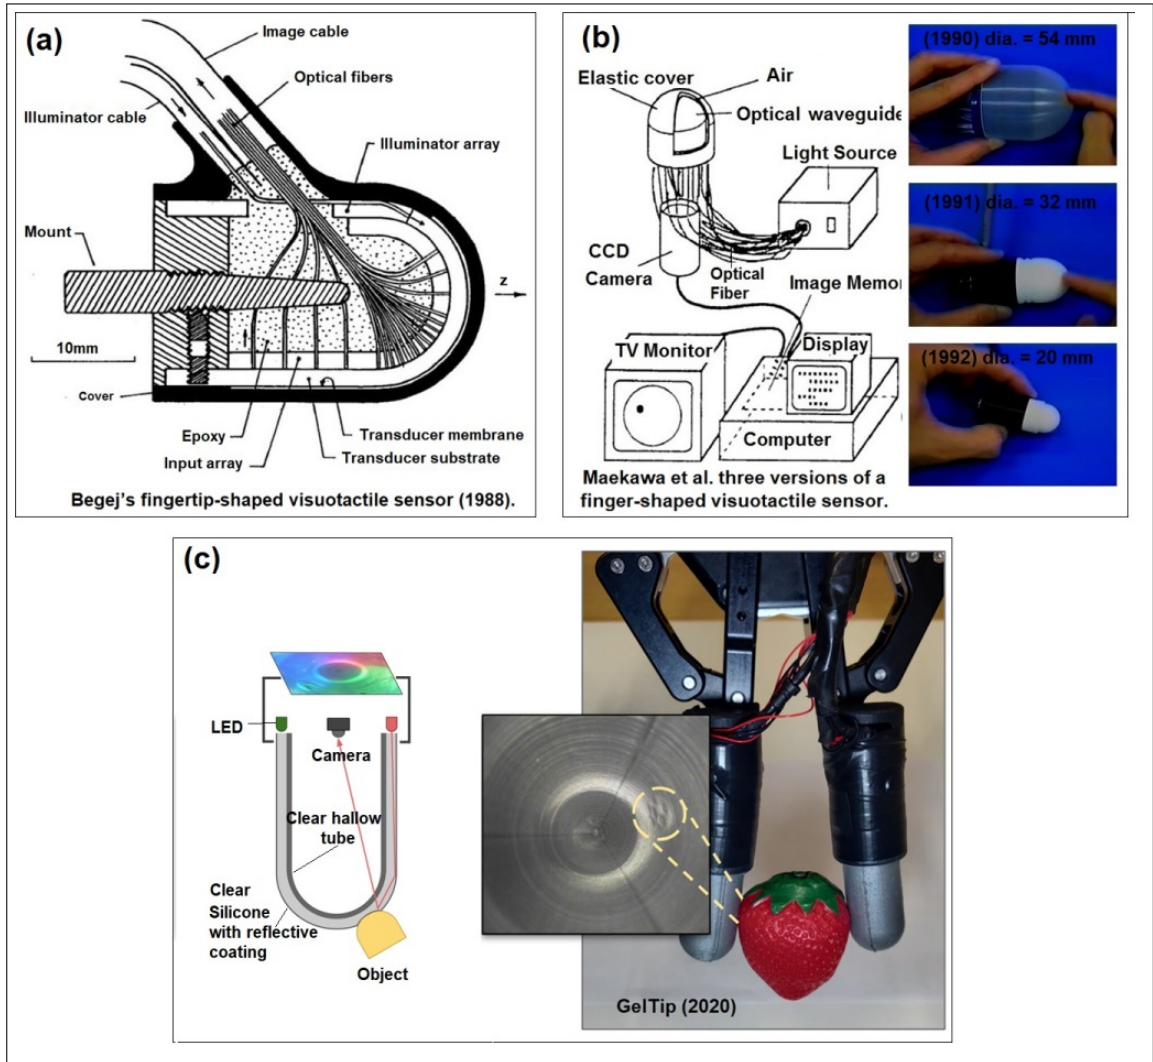 (a)
Image cable
Optical fibers
Illuminator cable
Illuminator array
Mount
z
10mm
Cover
Epoxy
Input array
Transducer membrane
Transducer substrate
Begej's fingertip-shaped visuotactile sensor (1988).
(b)
Elastic cover
Air
Optical waveguide
Light Source
CCD
Camera
Optical
Fiber
Image Memor
TV Monitor
Display
Computer
Maekawa et al. three versions of a
finger-shaped visuotactile sensor.
(1990) dia. = 54 mm
(1991) dia. = 32 mm
(1992) dia. = 20 mm
(c)
LED
Camera
Clear hallow
tube
Clear
Silicone
with reflective
coating
Object
GelTip (2020)